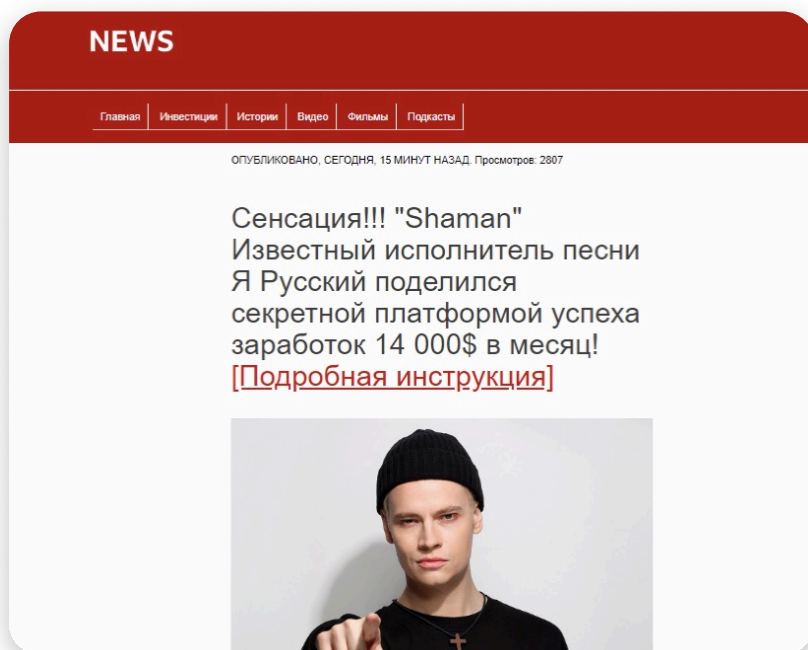 NEWS
Главная Инвестиции Истории Видео Фильмы Подкасты
ОПУБЛИКОВАНО, СЕГОДНЯ, 15 МИНУТ НАЗАД. Просмотров: 2807
Сенсация!!! "Shaman"
Известный исполнитель песни
Я Русский поделился
секретной платформой успеха
заработок 14 000$ в месяц!
[Подробная инструкция]